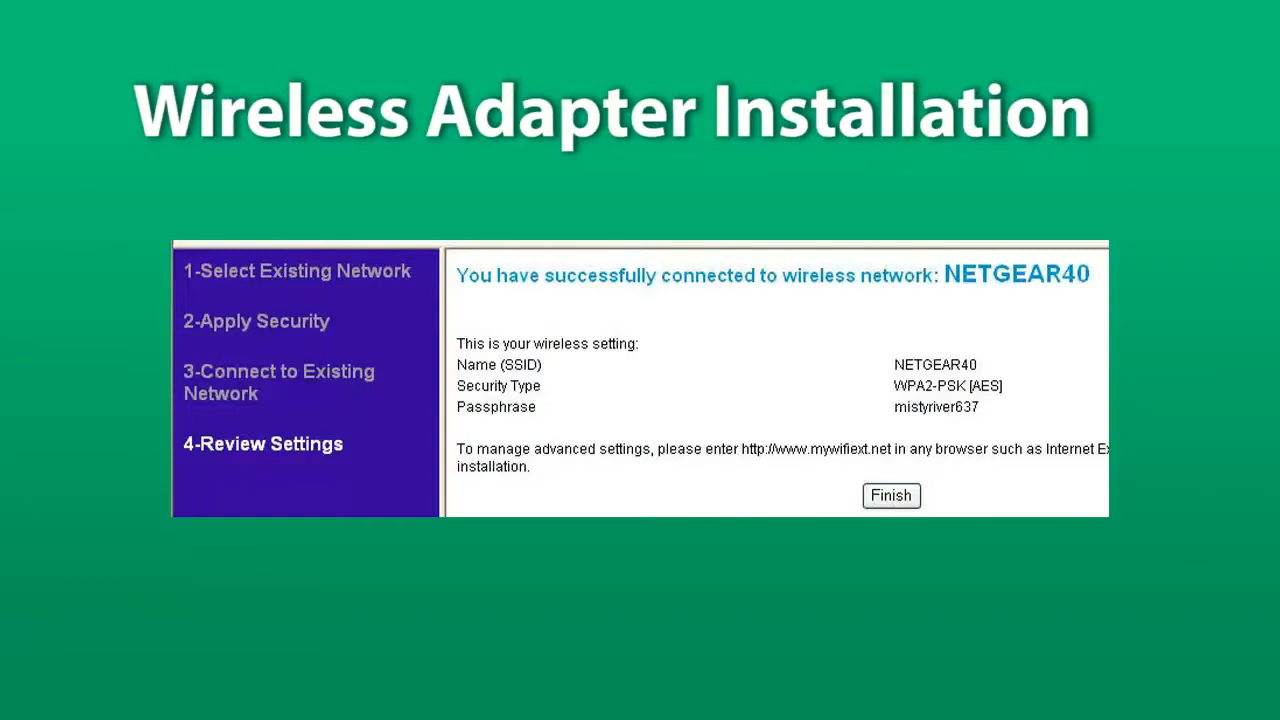 Wireless Adapter Installation
1-Select Existing Network
2-Apply Security
3-Connect to Existing
Network
4-Review Settings
You have successfully connected to wireless network: NETGEAR40
This is your wireless setting:
Name (SSID) NETGEAR40
Security Type WPA2-PSK [AES]
Passphrase mistyriver637
To manage advanced settings, please enter http://www.mywifiext.net in any browser such as Internet
installation.
Finish